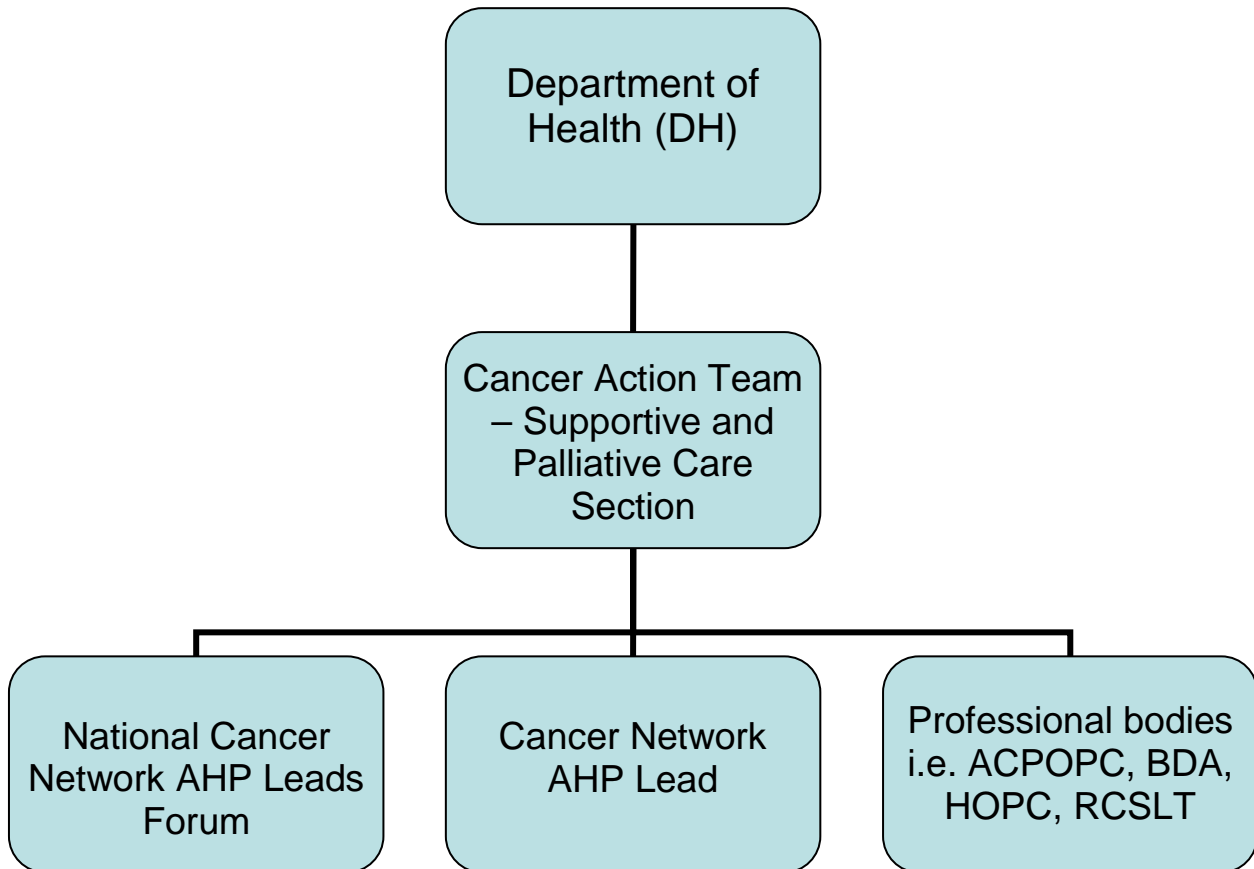 Department of
Health (DH)
Cancer Action Team
– Supportive and
Palliative Care
Section
National Cancer
Network AHP Leads
Forum
Cancer Network
AHP Lead
Professional bodies
i.e. ACPOPC, BDA,
HOPC, RCSLT